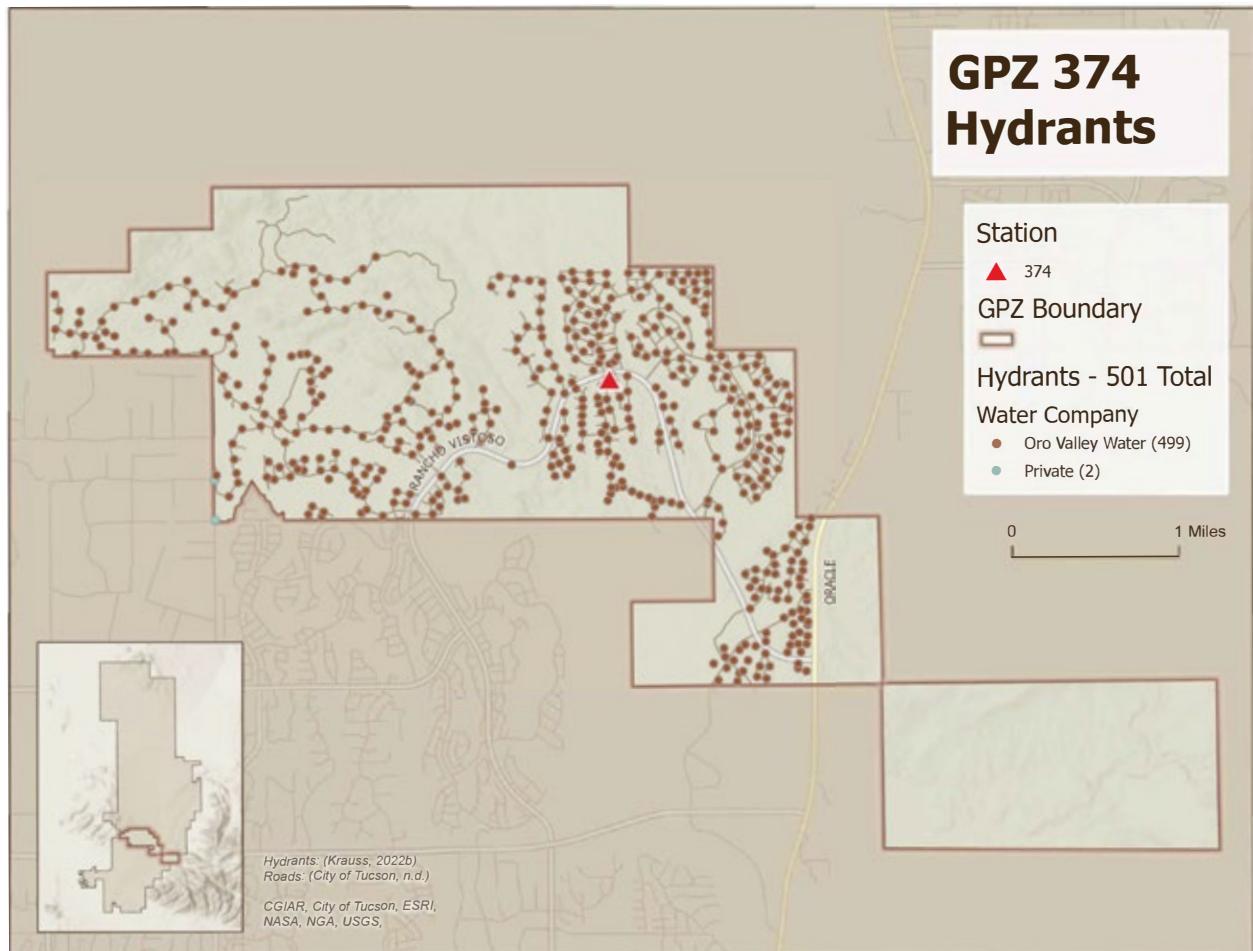 GPZ 374
Hydrants
Station
374
GPZ Boundary
Hydrants - 501 Total
Water Company
Oro Valley Water (499)
Private (2)
0 1 Miles
RANCHO VISTOSO
ORACLE
Hydrants: (Krauss, 2022b)
Roads: (City of Tucson, n.d.)
CGIAR, City of Tucson, ESRI,
NASA, NGA, USGS,